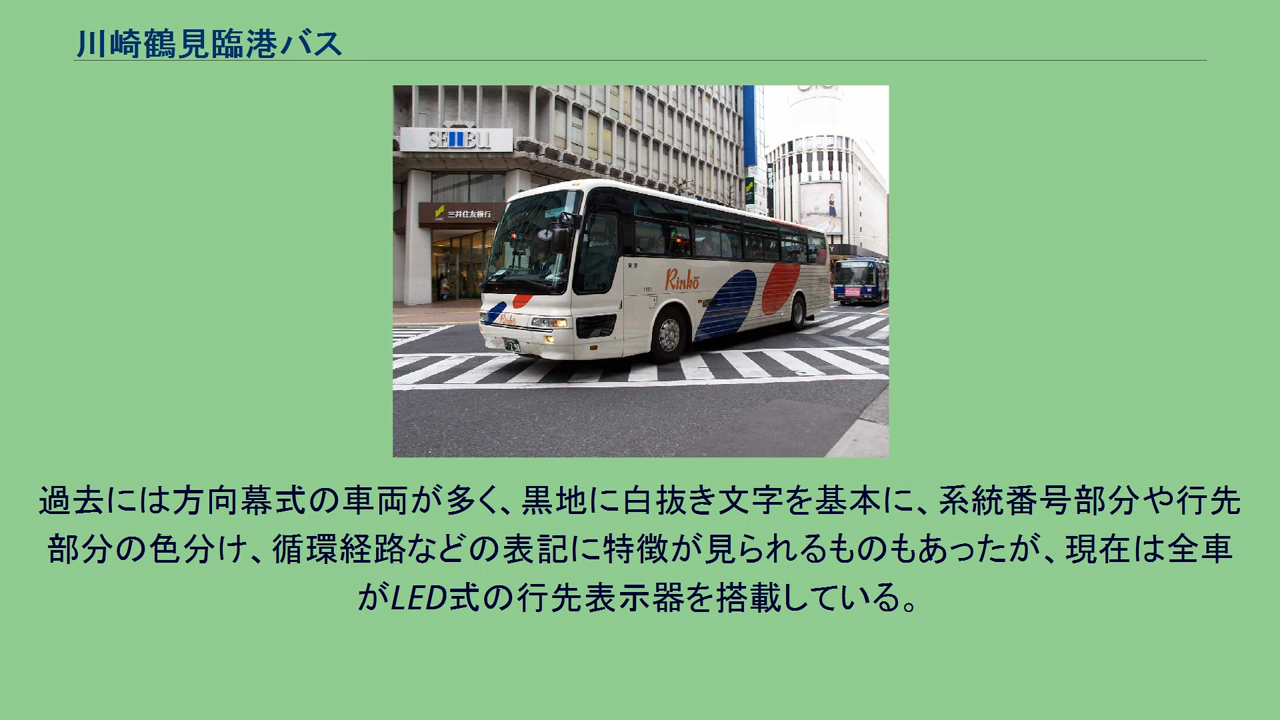 川崎鶴見臨港バス
SEIBU
三井住友銀行
Rinkō
Rinkō
過去には方向幕式の車両が多く、黒地に白抜き文字を基本に、系統番号部分や行先
部分の色分け、循環経路などの表記に特徴が見られるものもあったが、現在は全車
がLED式の行先表示器を搭載している。